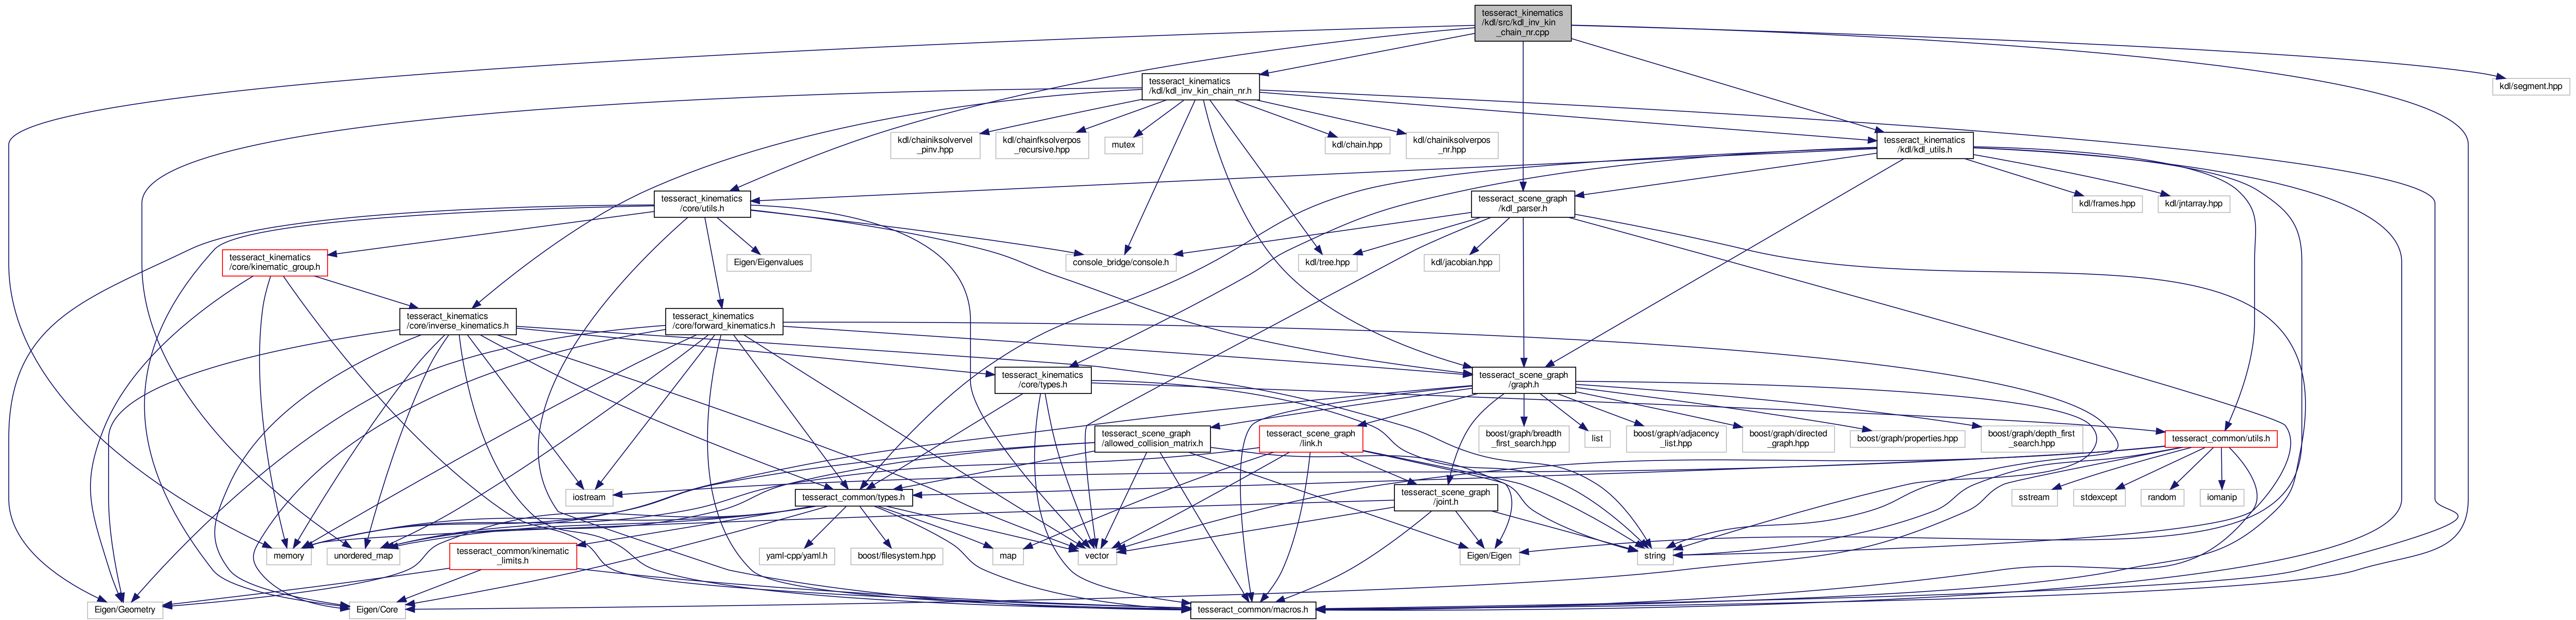 tesseract_kinematics
/kdl/src/kdl_inv_kin
_chain_nr.cpp
tesseract_kinematics
/kdl/kdl_inv_kin_chain_nr.h
kdl/segment.hpp
kdl/chainiksolvervel
_pinv.hpp
kdl/chainfksolverpos
_recursive.hpp
mutex
kdl/chain.hpp
kdl/chainiksolverpos
_nr.hpp
tesseract_kinematics
/kdl/kdl_utils.h
tesseract_kinematics
/core/utils.h
tesseract_scene_graph
/kdl_parser.h
kdl/frames.hpp
kdl/jntarray.hpp
tesseract_kinematics
/core/kinematic_group.h
Eigen/Eigenvalues
console_bridge/console.h
kdl/tree.hpp
kdl/jacobian.hpp
tesseract_kinematics
/core/inverse_kinematics.h
tesseract_kinematics
/core/forward_kinematics.h
tesseract_kinematics
/core/types.h
tesseract_scene_graph
/graph.h
tesseract_scene_graph
/allowed_collision_matrix.h
tesseract_scene_graph
/link.h
boost/graph/breadth
_first_search.hpp
list
boost/graph/adjacency
_list.hpp
boost/graph/directed
_graph.hpp
boost/graph/properties.hpp
boost/graph/depth_first
_search.hpp
tesseract_common/utils.h
iostream
tesseract_common/types.h
tesseract_scene_graph
/joint.h
sstream
stdexcept
random
iomanip
memory
unordered_map
tesseract_common/kinematic
_limits.h
yaml-cpp/yaml.h
boost/filesystem.hpp
map
vector
Eigen/Eigen
string
Eigen/Geometry
Eigen/Core
tesseract_common/macros.h